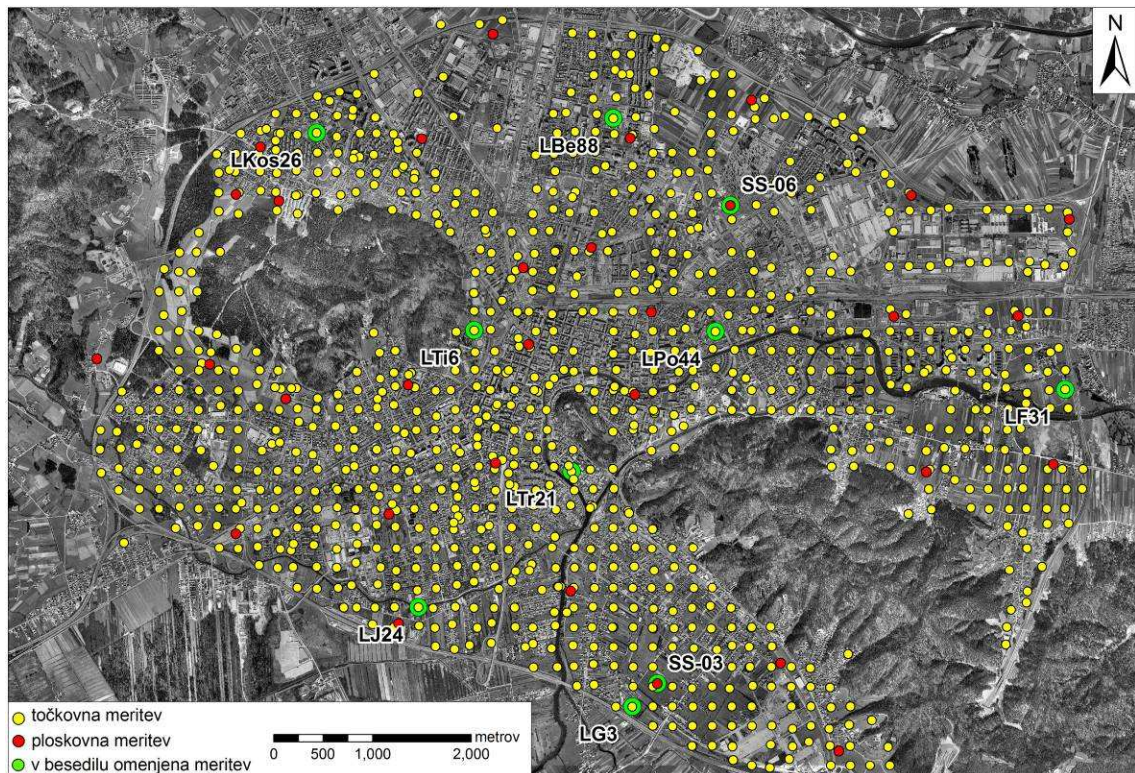 N
LKos26
LBe88
SS-06
LTi6
LPo44
LF31
LTr21
LJ24
SS-03
LG3
točkovna meritev
ploskovna meritev
v besedilu omenjena meritev
metrov
0 500 1,000 2,000